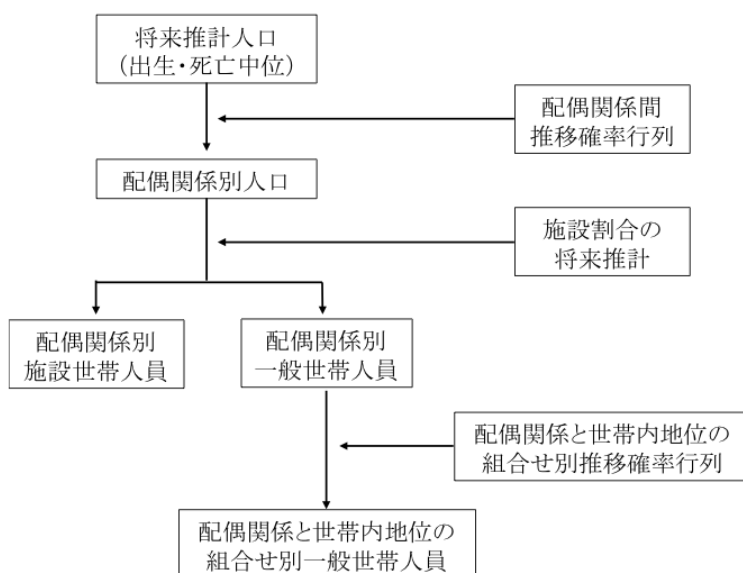 将来推計人口
(出生・死亡中位)
配偶関係間
推移確率行列
配偶関係別人口
施設割合の
将来推計
配偶関係別
施設世帯人員
配偶関係別
一般世帯人員
配偶関係と世帯内地位の
組合せ別推移確率行列
配偶関係と世帯内地位の
組合せ別一般世帯人員